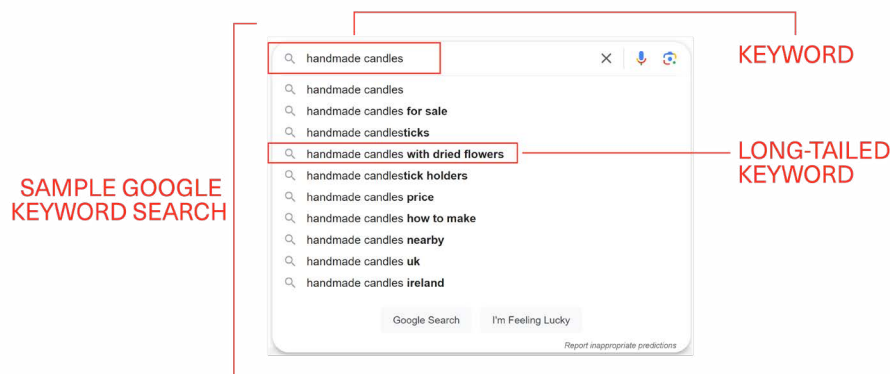 SAMPLE GOOGLE
KEYWORD SEARCH
handmade candles
KEYWORD
handmade candles
handmade candles for sale
handmade candlesticks
handmade candles with dried flowers
LONG-TAILED
KEYWORD
handmade candlestick holders
handmade candles price
handmade candles how to make
handmade candles nearby
handmade candles uk
handmade candles ireland
Google Search
I'm Feeling Lucky
Report inappropriate predictions